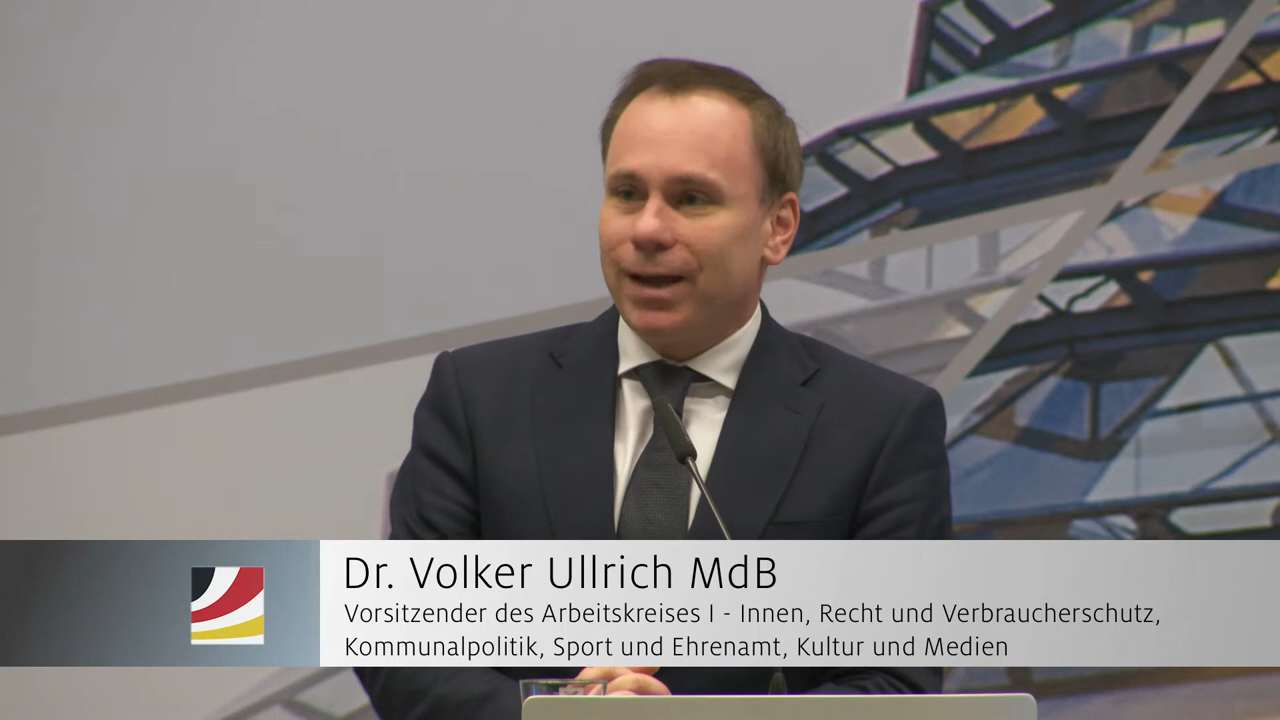 Dr. Volker Ullrich MdB
Vorsitzender des Arbeitskreises I - Innen, Recht und Verbraucherschutz,
Kommunalpolitik, Sport und Ehrenamt, Kultur und Medien